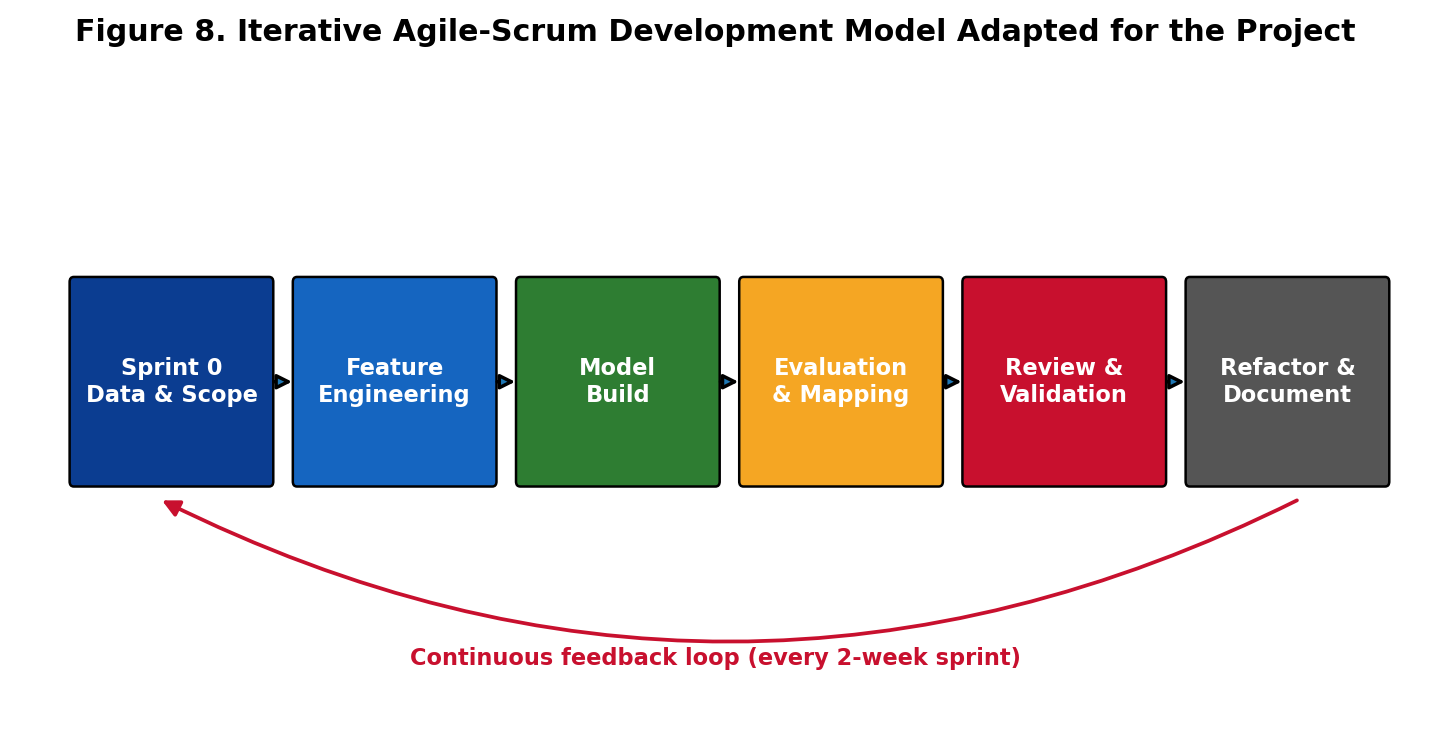 Figure 8. Iterative Agile-Scrum Development Model Adapted for the Project
Sprint 0
Data & Scope
Feature
Engineering
Model
Build
Evaluation
& Mapping
Review &
Validation
Refactor &
Document
Continuous feedback loop (every 2-week sprint)